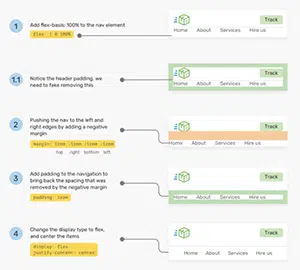 1
Add flex-basis: 100% to the nav element
flex: 1 0 100%
Track
Home About Services Hire us
1.1
Notice the header padding, we
need to fake removing this
Track
Home About Services Hire us
2
Pushing the nav to the left and
right edges by adding a negative
margin
margin: 1rem -1rem -1rem -1rem
top right bottom left
Track
Home About Services Hire us
3
Add padding to the navigation to
bring back the spacing that was
removed by the negative margin
padding: 1rem
Track
Home About Services Hire us
4
Change the display type to flex,
and center the items
display: flex
justify-content: center
Track
Home About Services Hire us